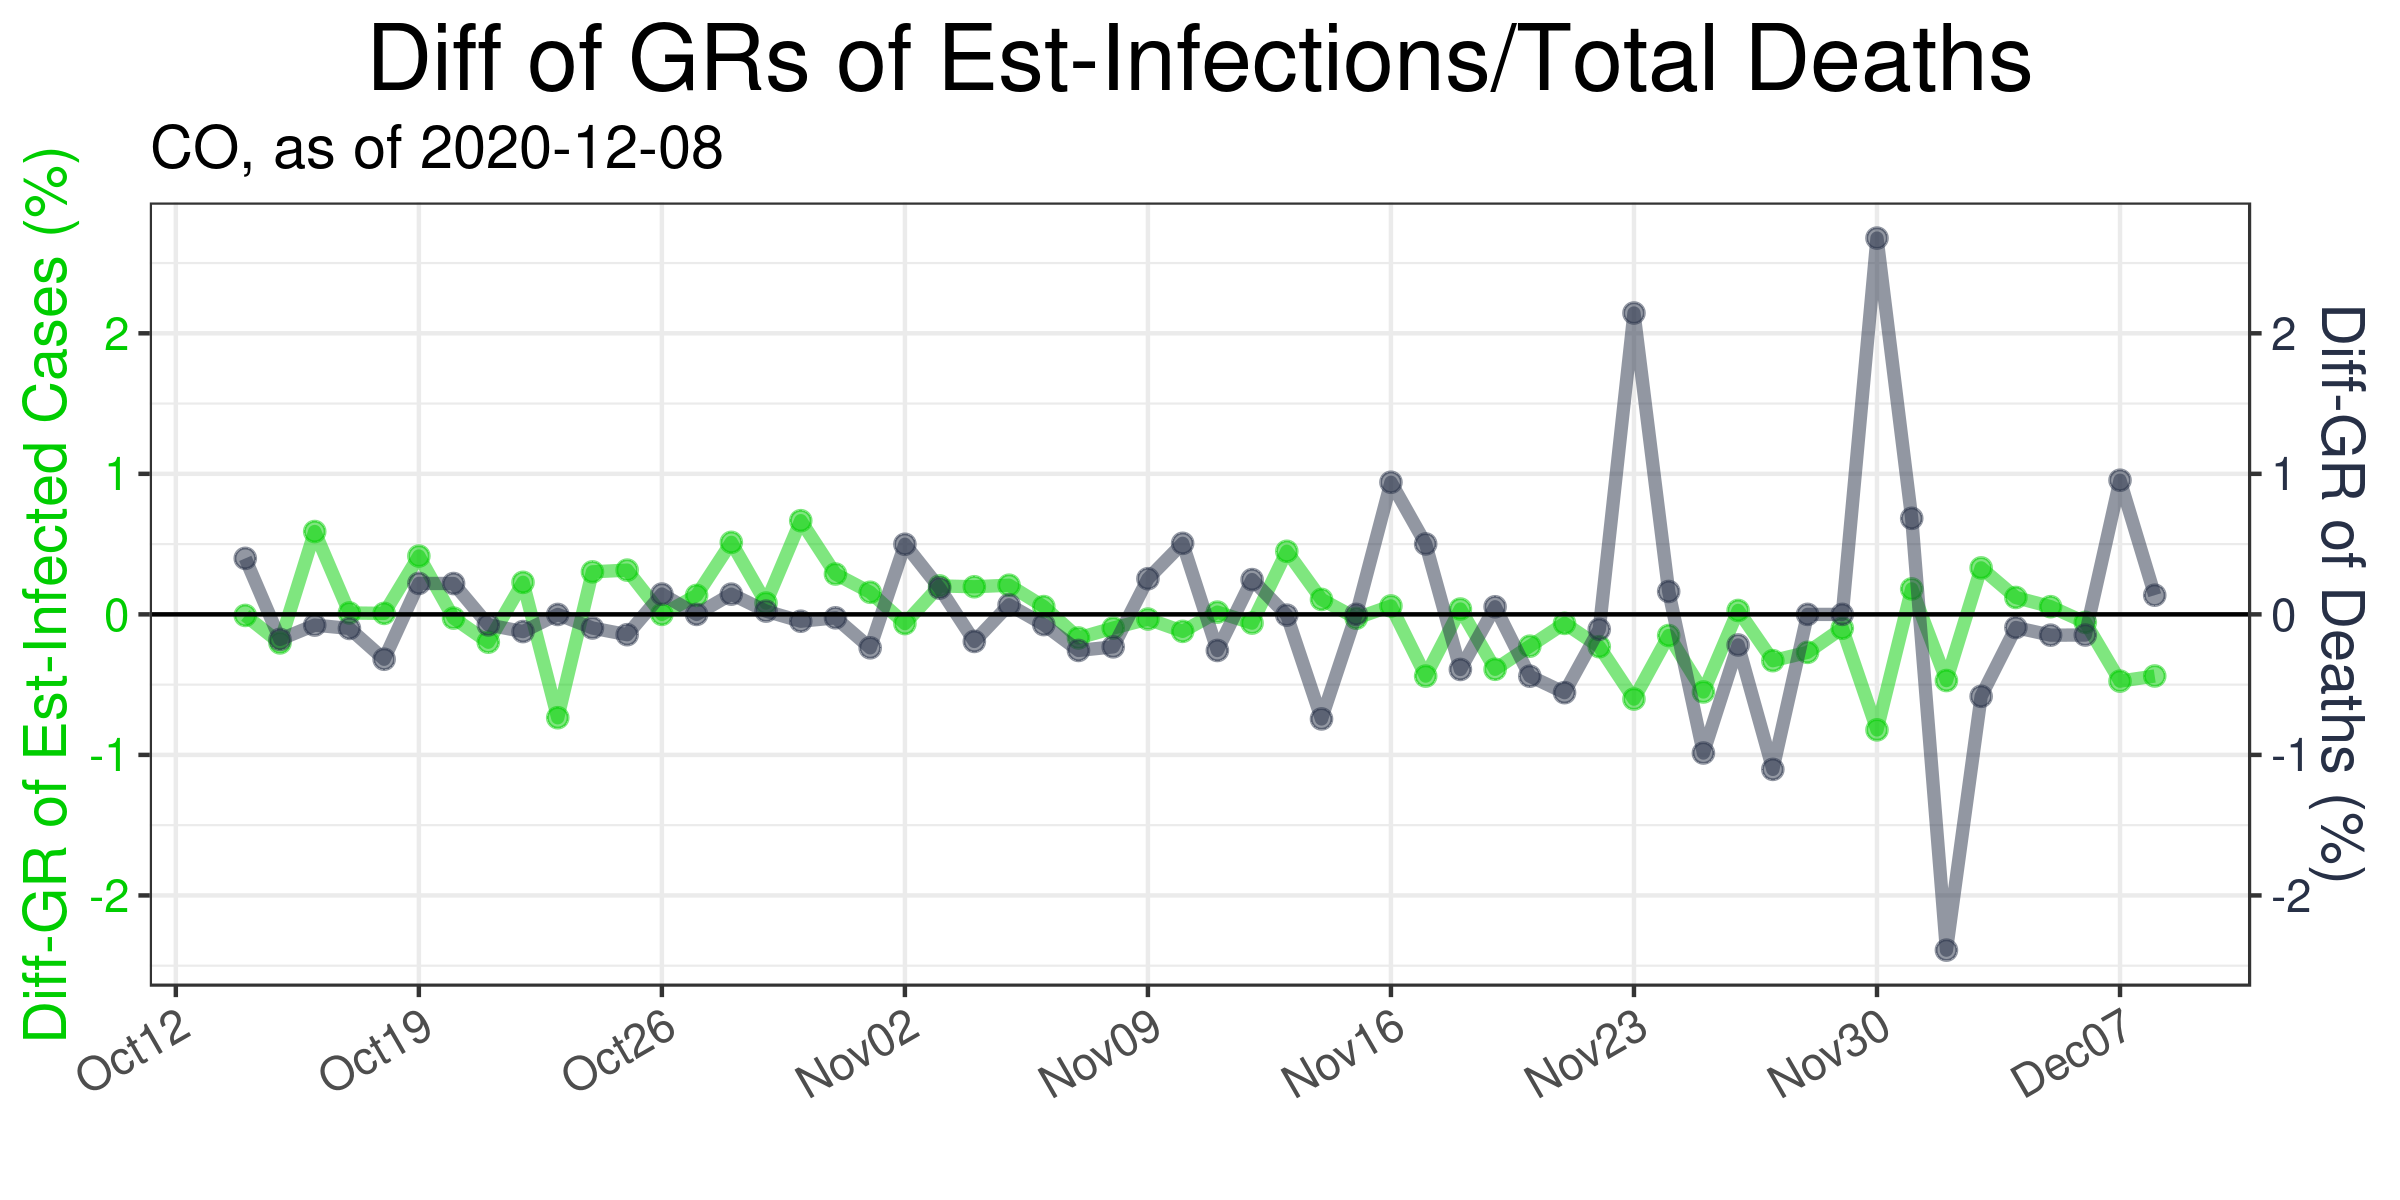 Diff of GRs of Est-Infections/Total Deaths
CO, as of 2020-12-08
Diff-GR of Est-Infected Cases (%)
2
1
0
-1
-2
2
1
0
-1
-2
Diff-GR of Deaths (%)
Oct12
Oct19
Oct26
Nov02
Nov09
Nov16
Nov23
Nov30
Dec07